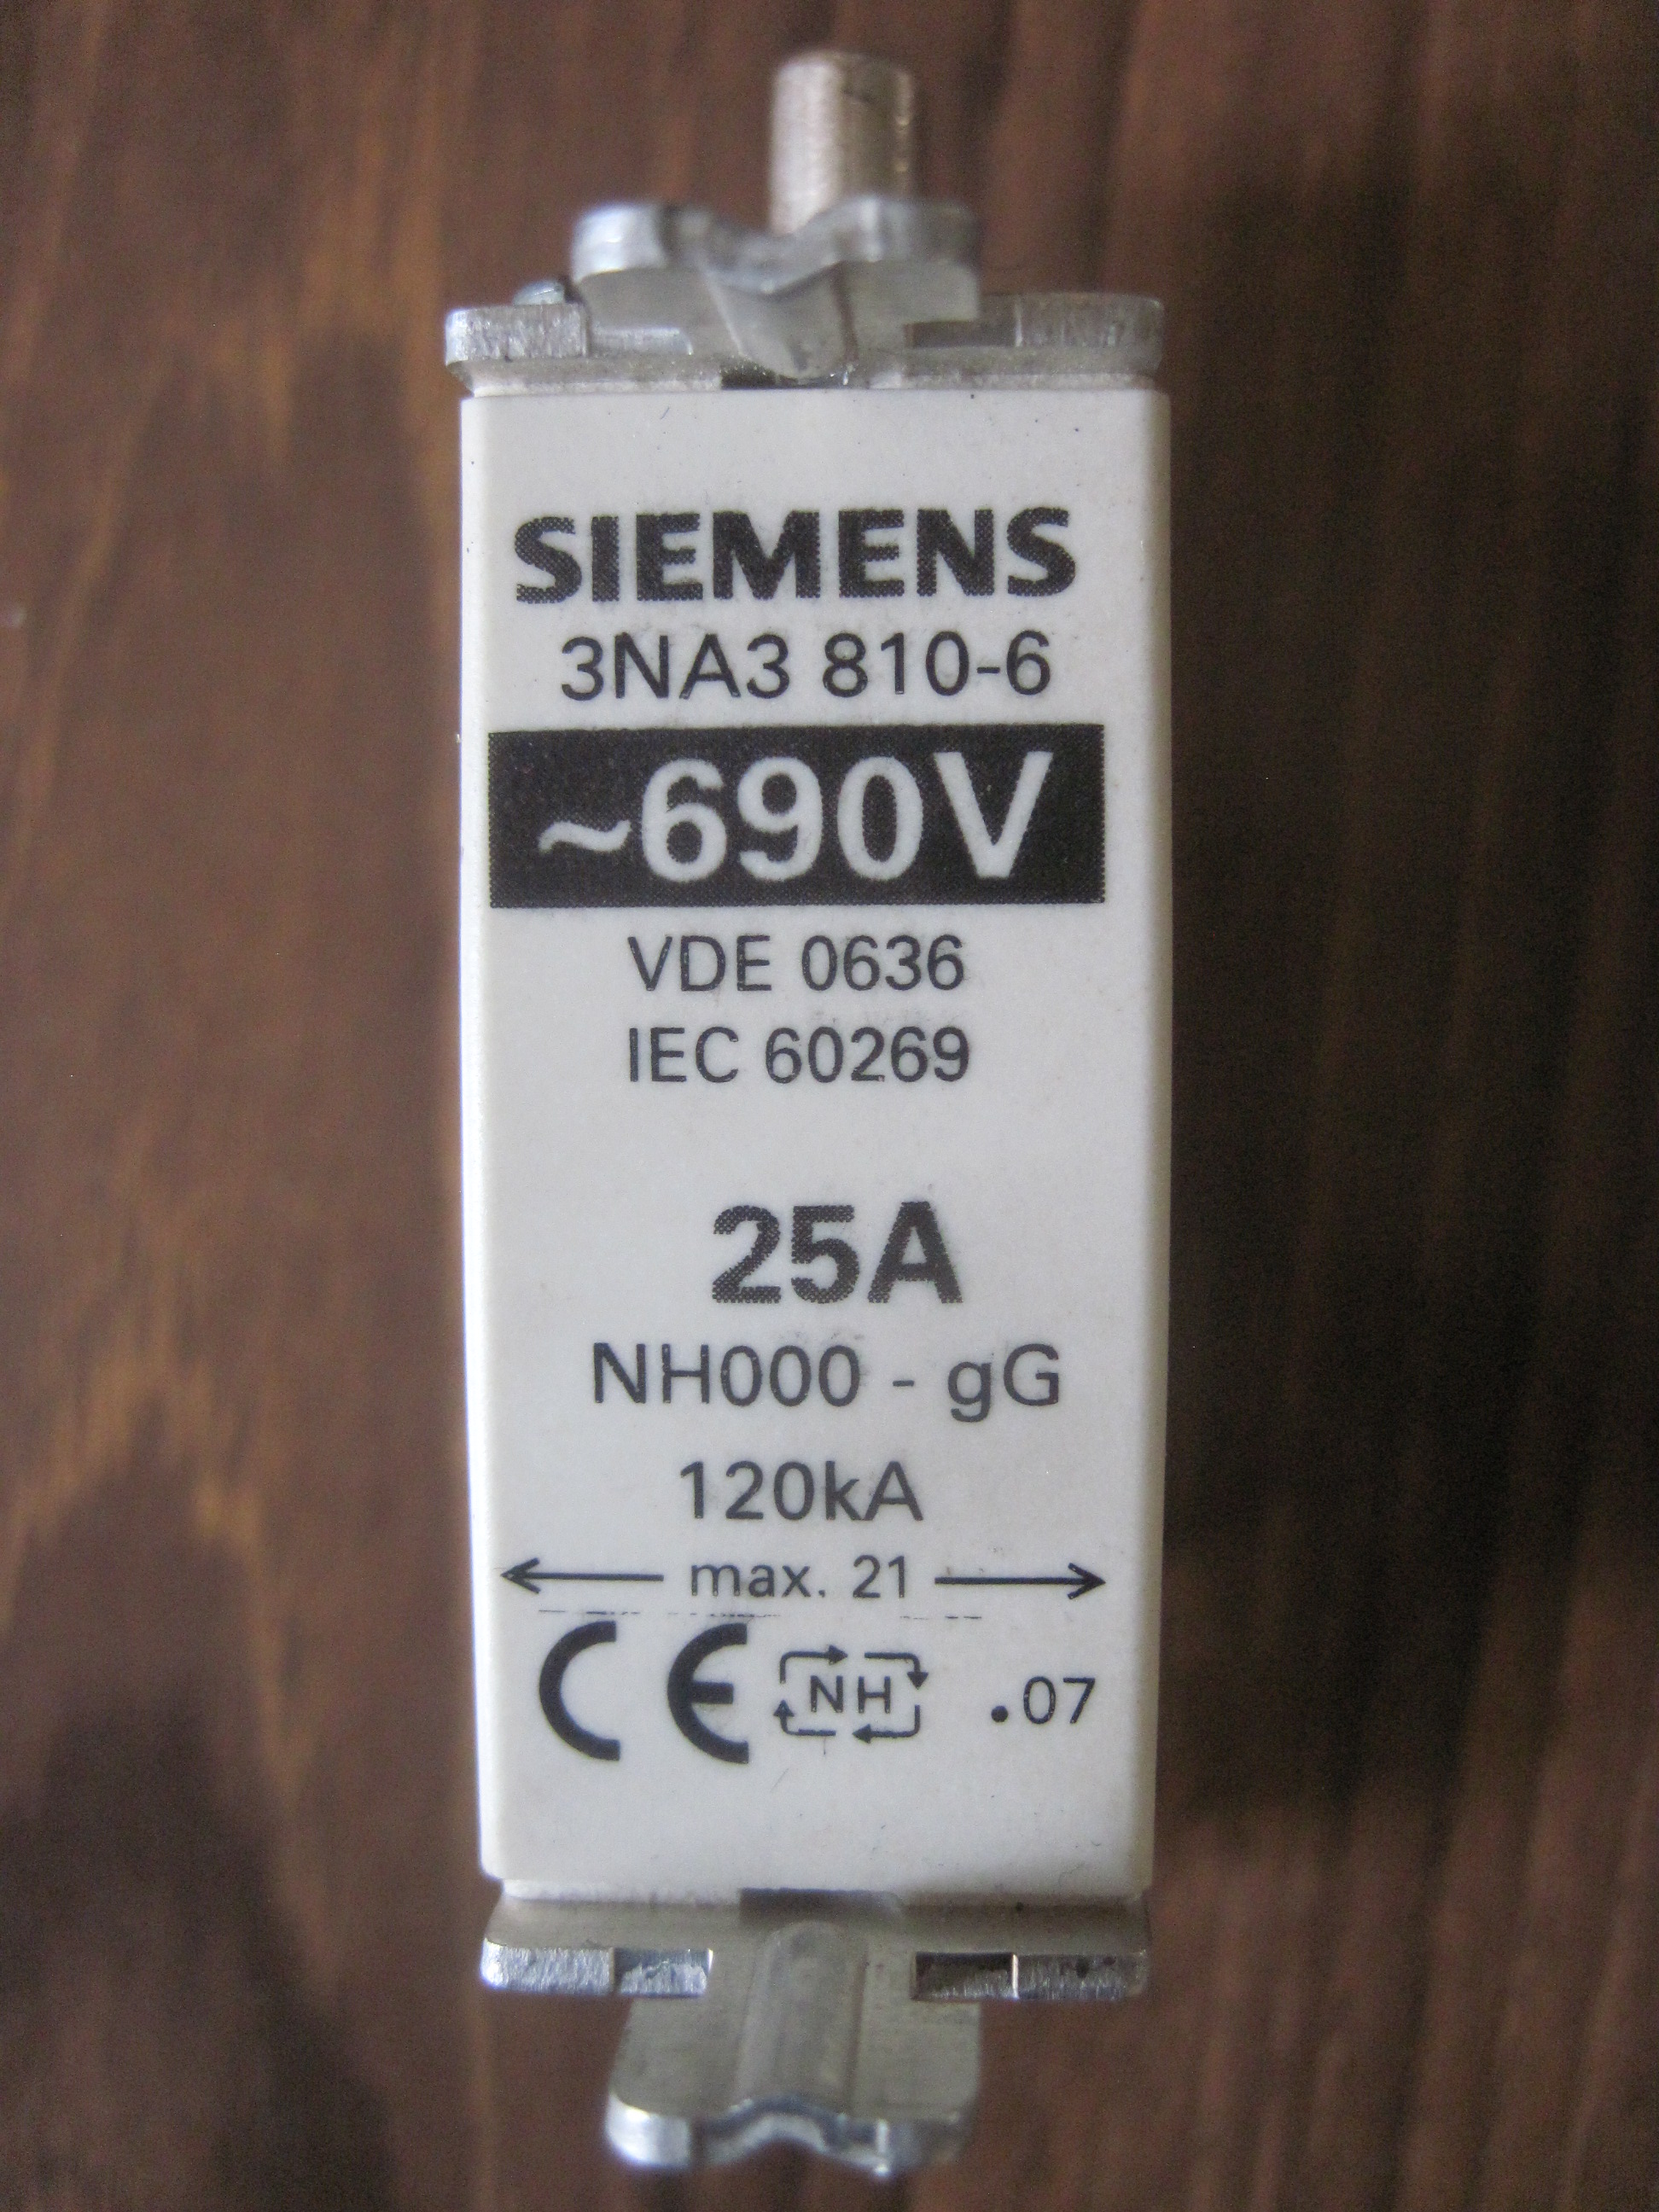 SIEMENS
3NA3 810-6
~690V
VDE 0636
IEC 60269
25A
NH000 - gG
120kA
max. 21
CE NH .07